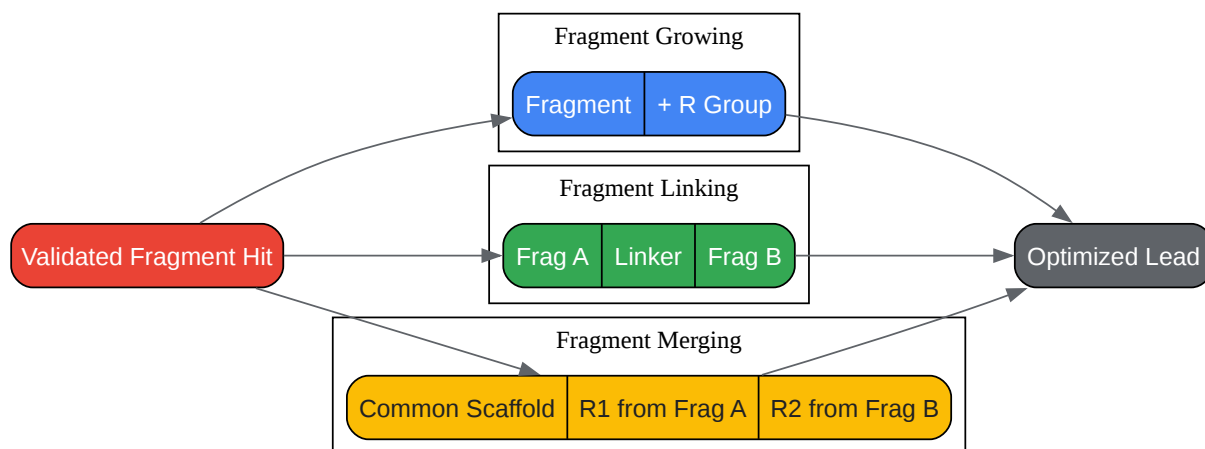 Fragment Growing
Fragment
+ R Group
Fragment Linking
Validated Fragment Hit
Frag A
Linker
Frag B
Optimized Lead
Fragment Merging
Common Scaffold
R1 from Frag A
R2 from Frag B